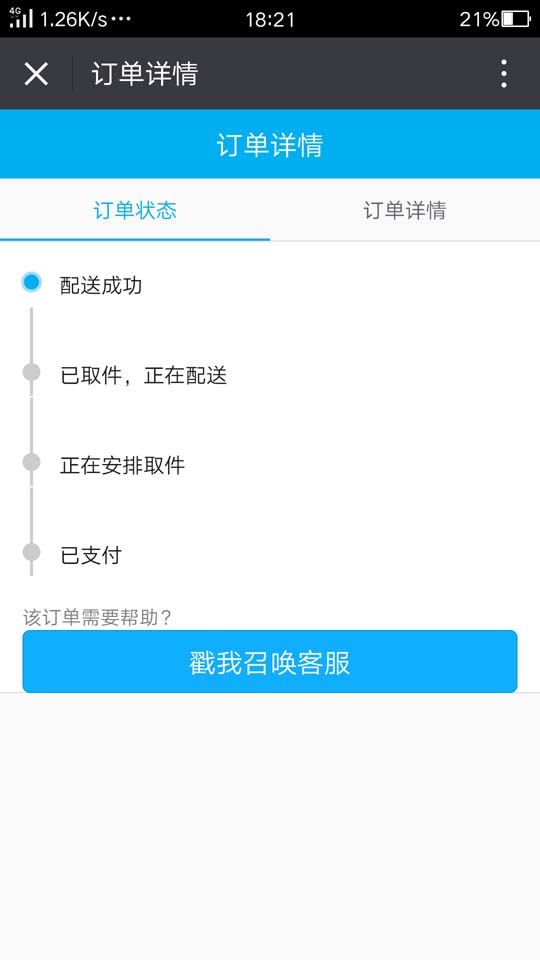 4G 1.26K/s... 18:21 21%
订单详情
订单详情
订单状态 订单详情
配送成功
已取件，正在配送
正在安排取件
已支付
该订单需要帮助？
戳我召唤客服